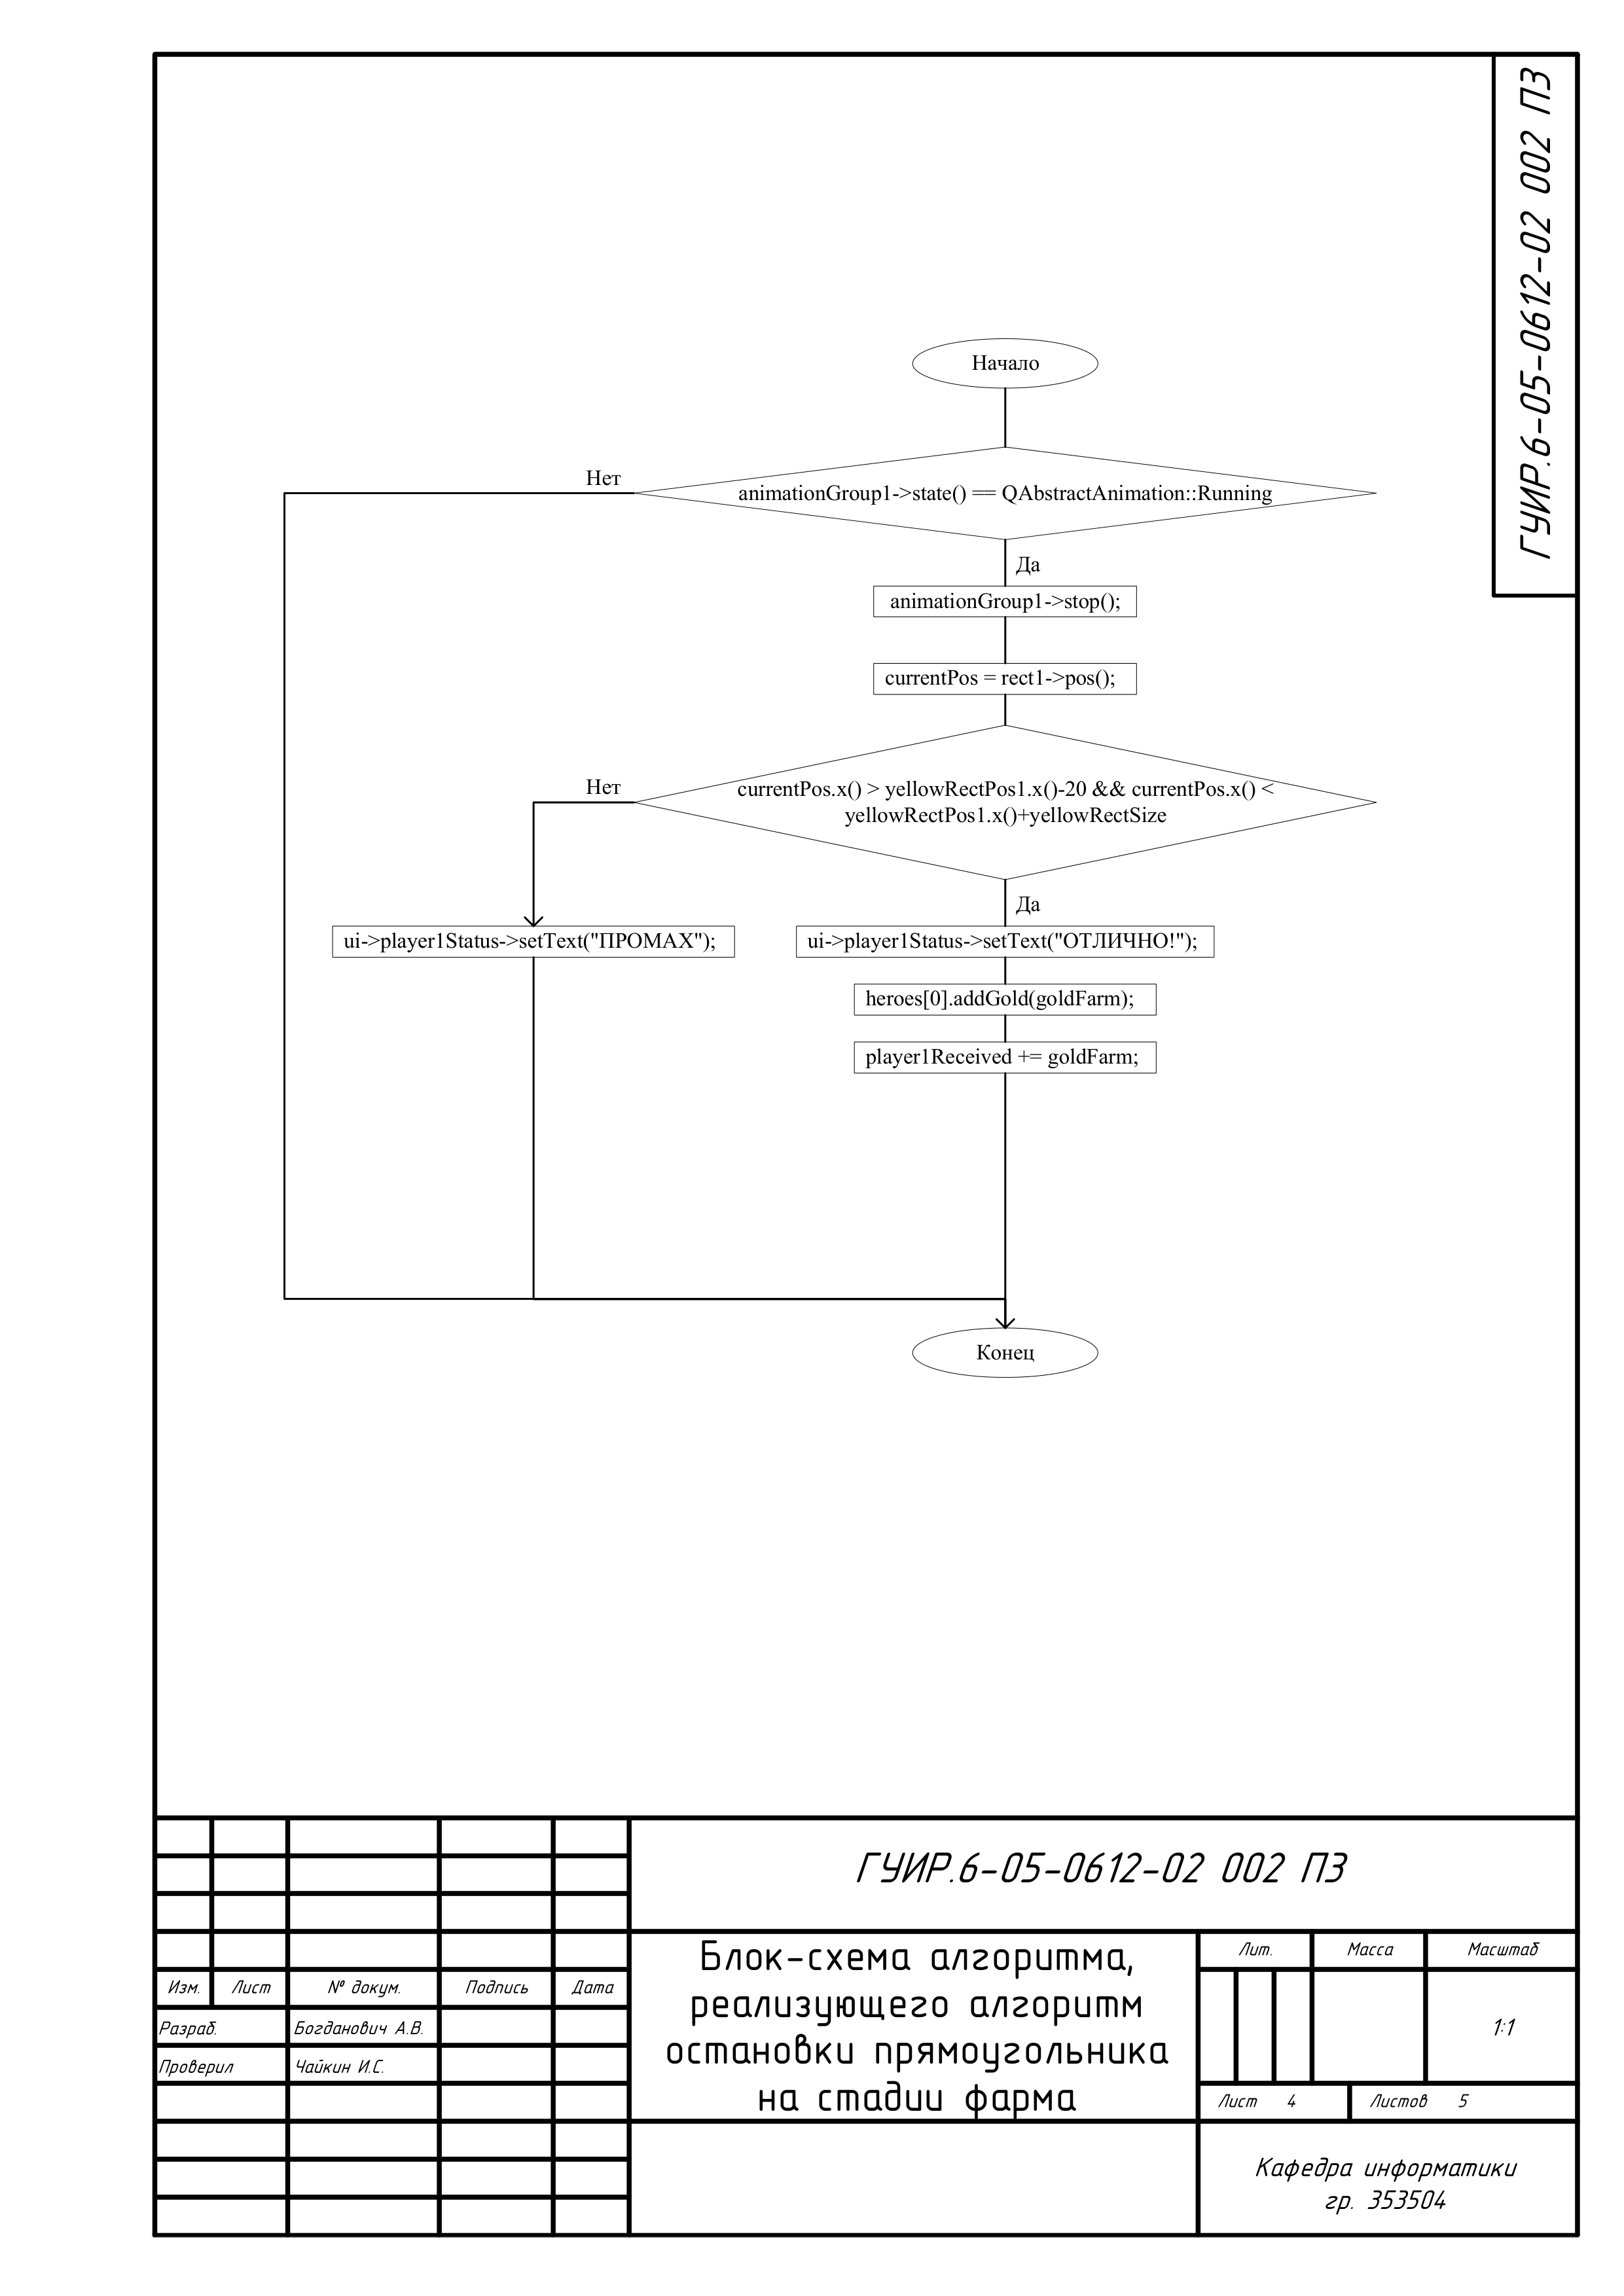 ГУИР.6-05-0612-02 002 ПЗ
Начало
Нет
animationGroup1->state() == QAbstractAnimation::Running
Да
animationGroup1->stop();
currentPos = rect1->pos();
Нет
currentPos.x() > yellowRectPos1.x()-20 && currentPos.x() <
yellowRectPos1.x()+yellowRectSize
Да
ui->player1Status->setText("ПРОМАХ");
ui->player1Status->setText("ОТЛИЧНО!");
heroes[0].addGold(goldFarm);
player1Received += goldFarm;
Конец
ГУИР.6-05-0612-02 002 ПЗ
Блок-схема алгоритма,
реализующего алгоритм
остановки прямоугольника
на стадии фарма
Лит. Масса Масштаб
1:1
Лист 4 Листов 5
Изм. Лист № докум. Подпись Дата
Разраб. Богданович А.В.
Проверил Чайкин И.С.
Кафедра информатики
гр. 353504